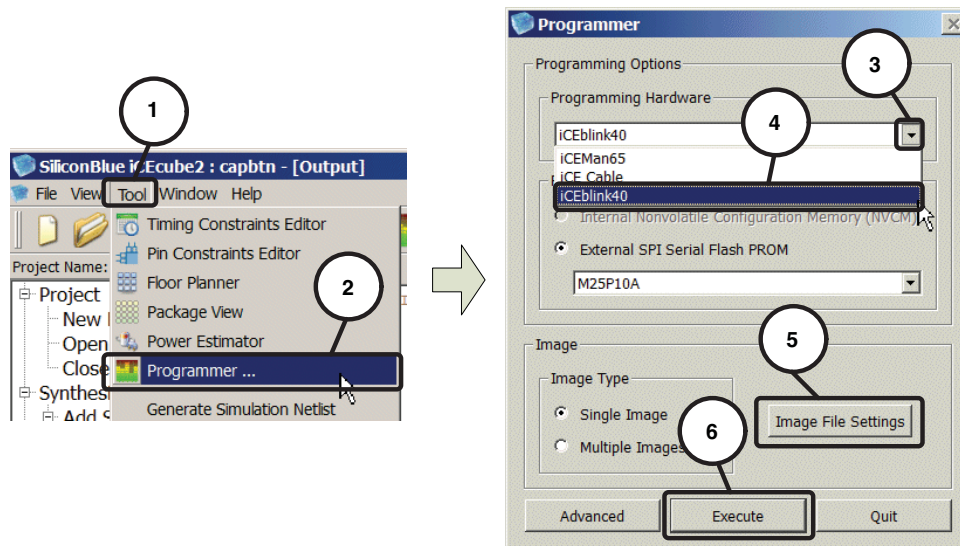 1
SiliconBlue iCEcube2 : capbtn - [Output]
File View Tool Window Help
Timing Constraints Editor
Project Name:
Pin Constraints Editor
Project
Floor Planner
2
New
Package View
Open
Power Estimator
Close
Programmer ...
Synthes
Add S
Generate Simulation Netlist
Programmer
Programming Options
3
Programming Hardware
4
iCEblink40
iCEMan65
iCE Cable
iCEblink40
Internal Nonvolatile Configuration Memory (NVCM)
External SPI Serial Flash PROM
M25P10A
Image
5
Image Type
Single Image
Image File Settings
Multiple Images
6
Advanced
Execute
Quit